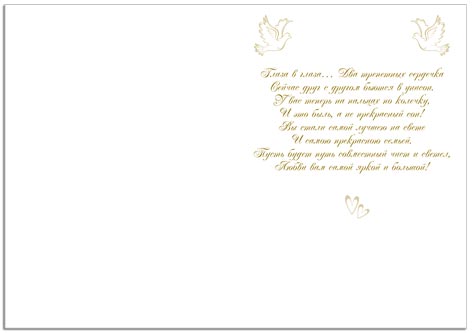 Глаза в глаза... Два трепетных сердечка
Сейчас друг с другом бьются в унисон.
У вас теперь на пальцах по колечку,
И это быль, а не прекрасный сон!
Вы стали самой лучшею на свете
И самою прекрасною семьей.
Пусть будет путь совместный чист и светел,
Любви вам самой яркой и большой!